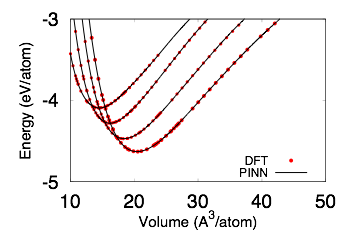 -3
-4
-5
Energy (eV/atom)
DFT
PINN
10 20 30 40 50
Volume (A³/atom)